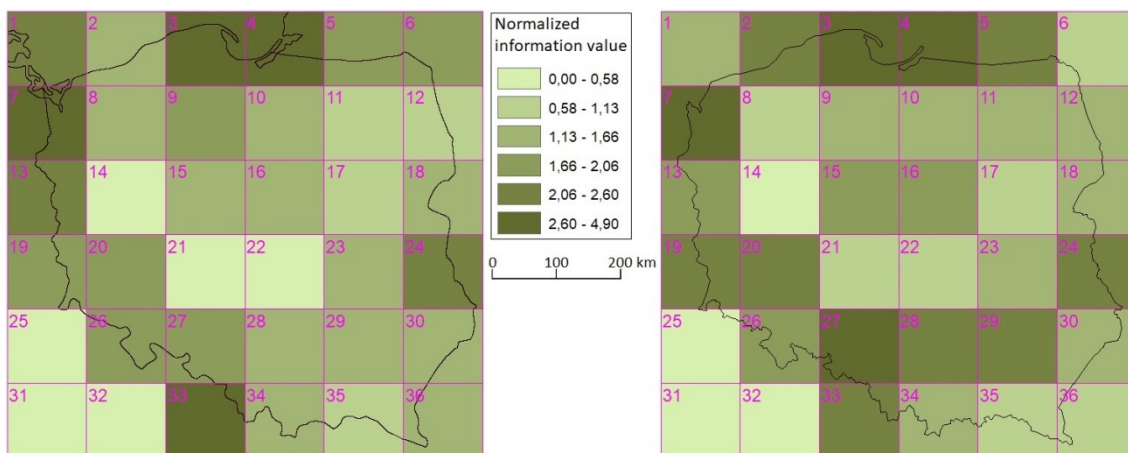 1 2 3 4 5 6
7 8 9 10 11 12
13 14 15 16 17 18
19 20 21 22 23 24
25 26 27 28 29 30
31 32 33 34 35 36
Normalized
information value
0,00 - 0,58
0,58 - 1,13
1,13 - 1,66
1,66 - 2,06
2,06 - 2,60
2,60 - 4,90
0 100 200 km
1 2 3 4 5 6
7 8 9 10 11 12
13 14 15 16 17 18
19 20 21 22 23 24
25 26 27 28 29 30
31 32 33 34 35 36